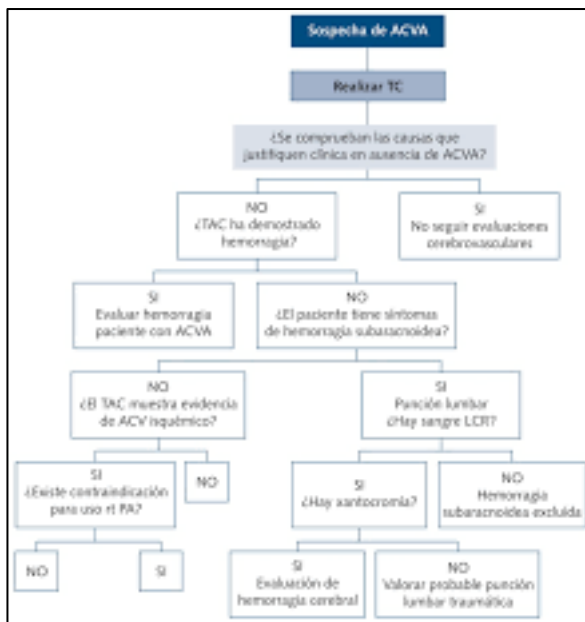 Sospecha de ACVA
Realizar TC
¿Se comprueban las causas que
justifiquen clínica en ausencia de ACVA?
NO
¿TAC ha demostrado
hemorragia?
SI
No seguir evaluaciones
cerebrovasculares
SI
Evaluar hemorragia
paciente con ACVA
NO
¿El paciente tiene síntomas
de hemorragia subaracnoidea?
NO
¿El TAC muestra evidencia
de ACV isquémico?
SI
Punción lumbar
¿Hay sangre LCR?
SI
¿Existe contraindicación
para uso rt PA?
NO
SI
¿Hay xantocromía?
NO
Hemorragia
subaracnoidea excluida
NO
SI
SI
Evaluación de
hemorragia cerebral
NO
Valorar probable punción
lumbar traumática